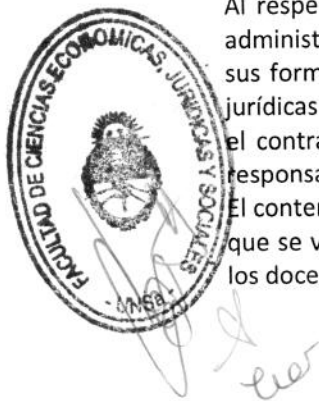 Al respe
administ
sus form
jurídicas
el contra
responsa
El conter
que se v
los doce
FACULTAD DE CIENCIAS ECONOMICAS, JURIDICAS Y SOCIALES
- UNSa -